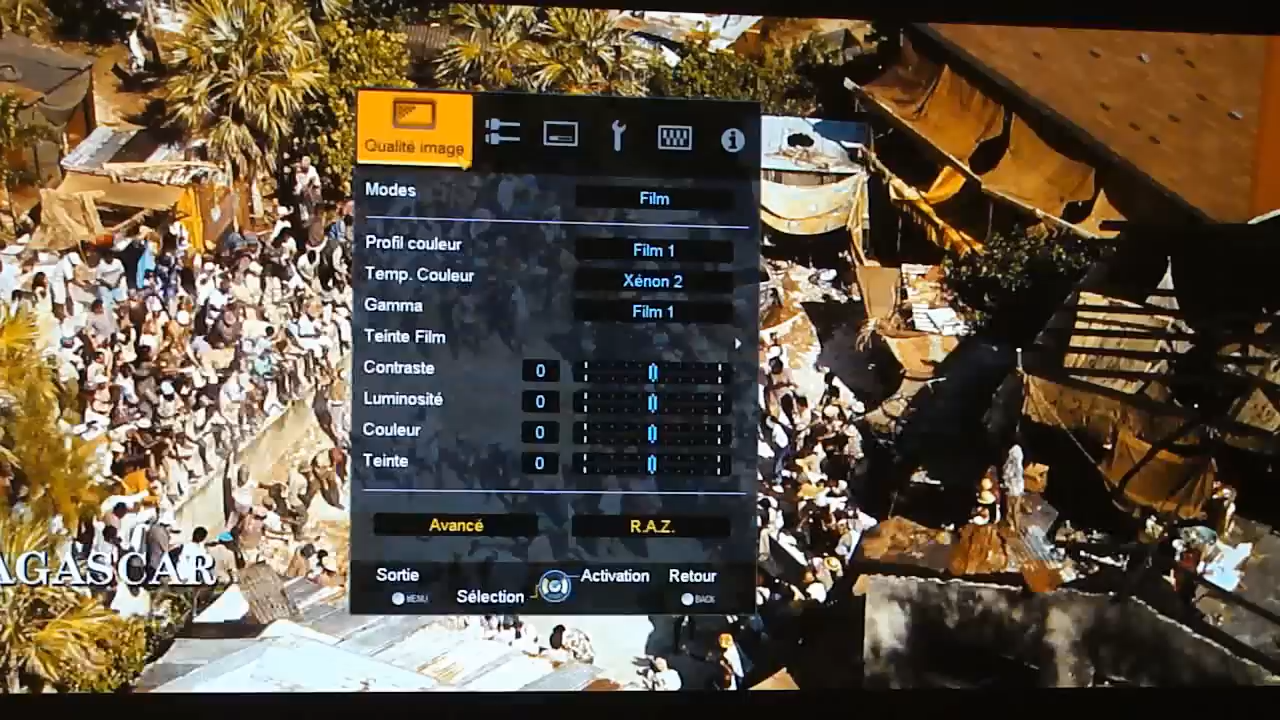 Qualité image
Modes Film
Profil couleur Film 1
Temp. Couleur Xénon 2
Gamma Film 1
Teinte Film
Contraste 0
Luminosité 0
Couleur 0
Teinte 0
Avancé R.A.Z.
AGASCAR
Sortie Activation Retour
MENU Sélection BACK